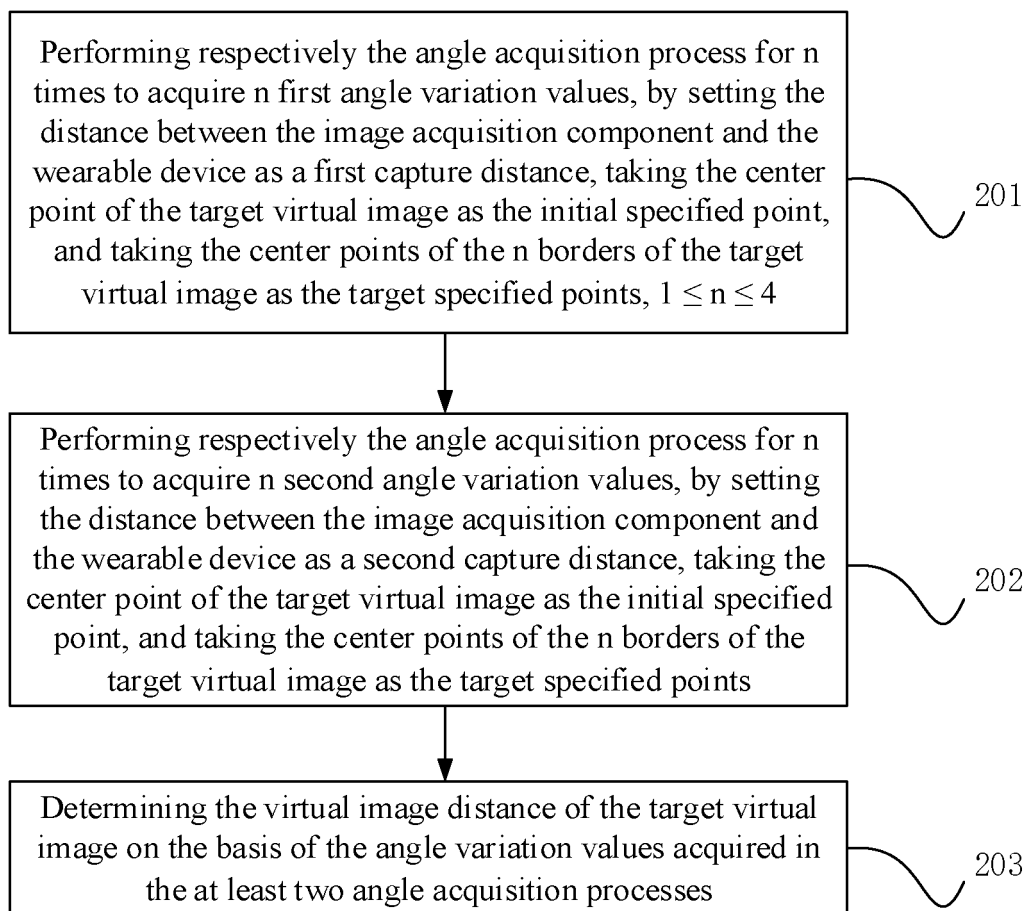 Performing respectively the angle acquisition process for n
times to acquire n first angle variation values, by setting the
distance between the image acquisition component and the
wearable device as a first capture distance, taking the center
point of the target virtual image as the initial specified point,
and taking the center points of the n borders of the target
virtual image as the target specified points, 1 ≤ n ≤ 4
201
Performing respectively the angle acquisition process for n
times to acquire n second angle variation values, by setting
the distance between the image acquisition component and
the wearable device as a second capture distance, taking the
center point of the target virtual image as the initial specified
point, and taking the center points of the n borders of the
target virtual image as the target specified points
202
Determining the virtual image distance of the target virtual
image on the basis of the angle variation values acquired in
the at least two angle acquisition processes
203